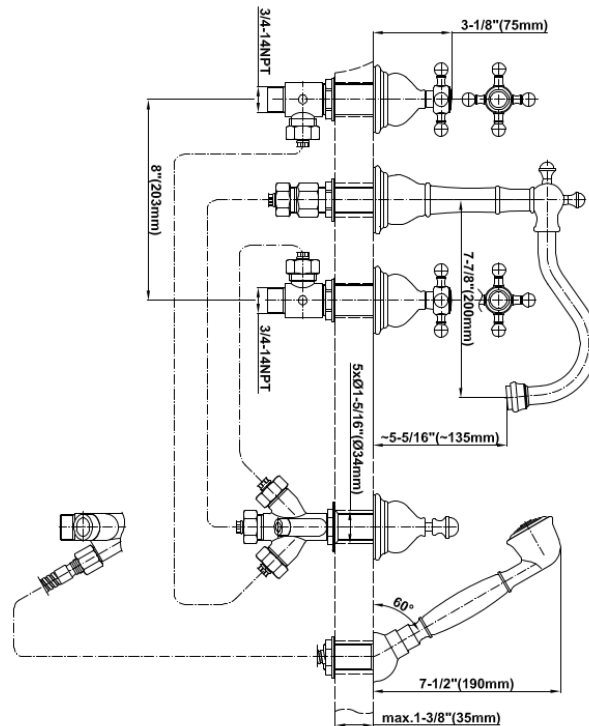 3/4-14NPT
3-1/8"(75mm)
8"(203mm)
7-7/8"(200mm)
3/4-14NPT
5xØ1-5/16"(Ø34mm)
~5-5/16"(~135mm)
60°
7-1/2"(190mm)
max.1-3/8"(35mm)